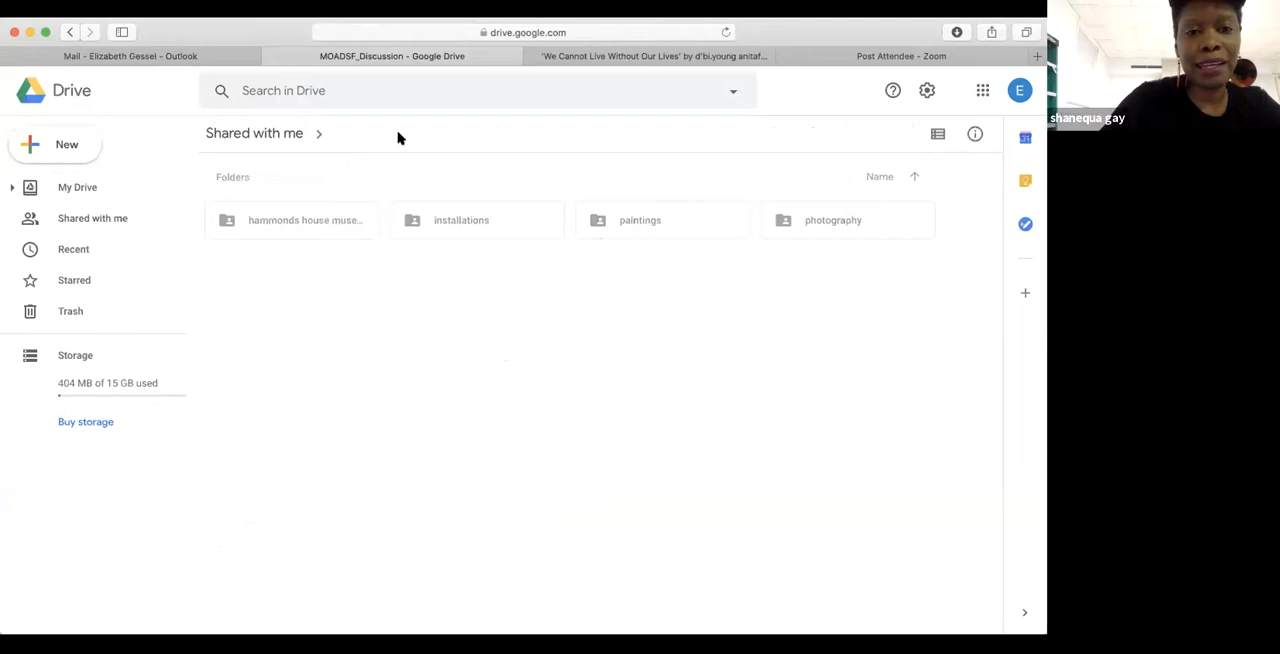 drive.google.com
Mail - Elizabeth Gessel - Outlook
MOADSF_Discussion - Google Drive
'We Cannot Live Without Our Lives' by d'bi.young anitaf...
Post Attendee - Zoom
Drive
Search in Drive
E
shanequa gay
New
Shared with me
31
My Drive
Folders
Name
Shared with me
hammonds house muse...
installations
paintings
photography
Recent
Starred
Trash
Storage
404 MB of 15 GB used
Buy storage